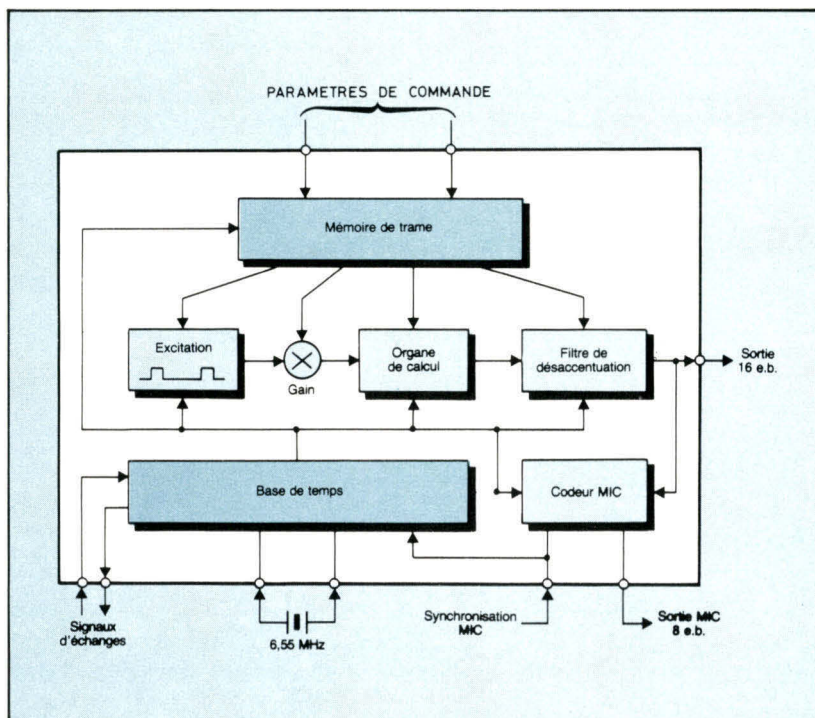 PARAMETRES DE COMMANDE
Mémoire de trame
Excitation
Gain
Organe
de calcul
Filtre de
désaccentuation
Sortie
16 e.b.
Base de temps
Codeur MIC
Signaux
d'échanges
6,55 MHz
Synchronisation
MIC
Sortie MIC
8 e.b.